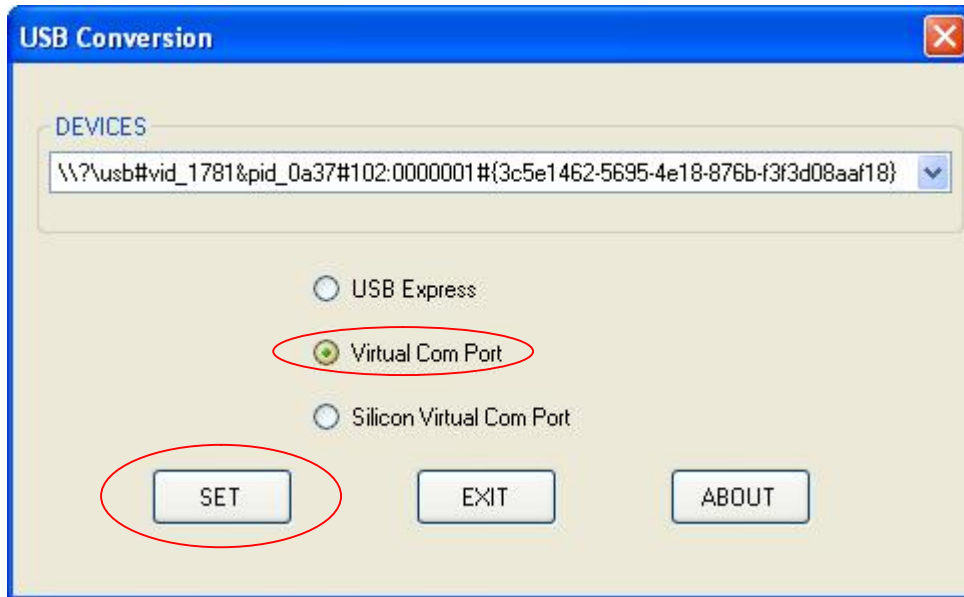 USB Conversion
DEVICES
\\?\usb#vid_1781&pid_0a37#102:0000001#{3c5e1462-5695-4e18-876b-f3f3d08aaf18}
USB Express
Virtual Com Port
Silicon Virtual Com Port
SET EXIT ABOUT